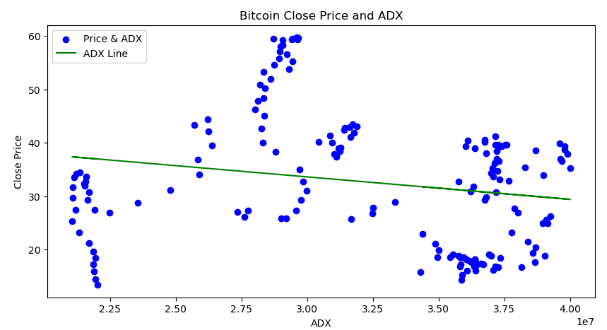 Bitcoin Close Price and ADX
Price & ADX
ADX Line
Close Price
60
50
40
30
20
2.25
2.50
2.75
3.00
3.25
3.50
3.75
4.00
1e7
ADX